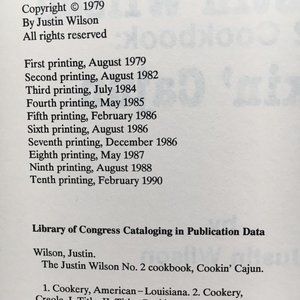 Copyright © 1979
By Justin Wilson
All rights reserved
First printing, August 1979
Second printing, August 1982
Third printing, July 1984
Fourth printing, May 1985
Fifth printing, February 1986
Sixth printing, August 1986
Seventh printing, December 1986
Eighth printing, May 1987
Ninth printing, August 1988
Tenth printing, February 1990
Library of Congress Cataloging in Publication Data
Wilson, Justin.
The Justin Wilson No. 2 cookbook, Cookin' Cajun.
1. Cookery, American—Louisiana. 2. Cookery,